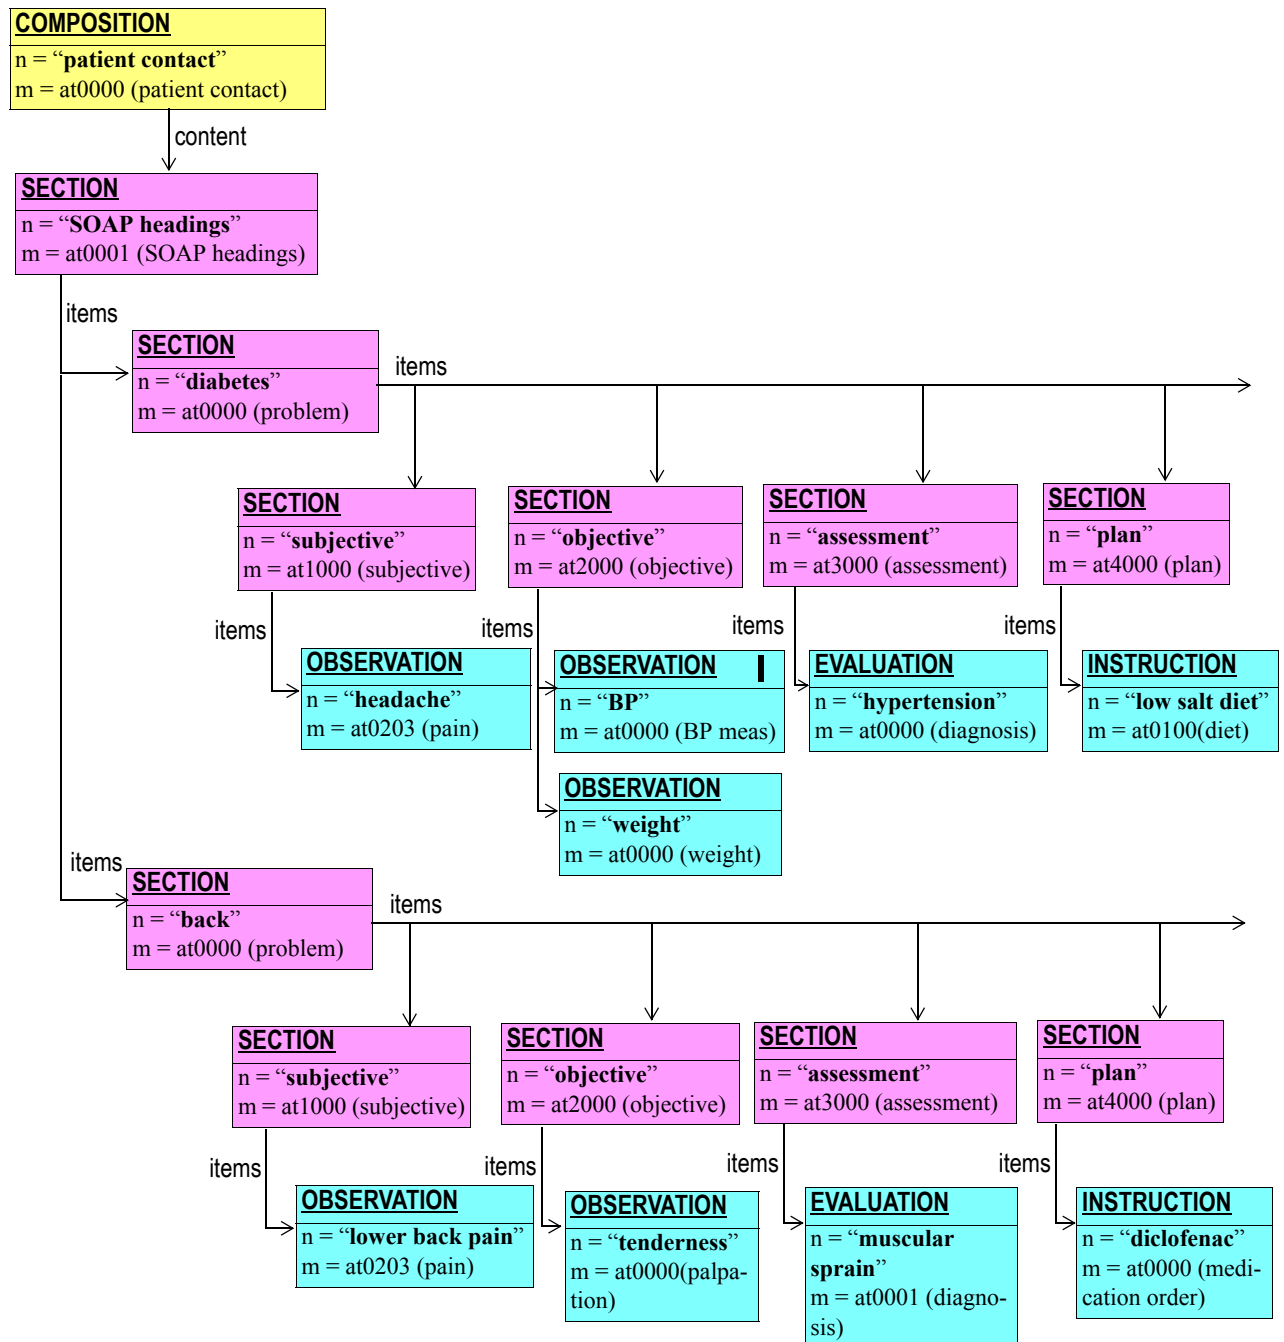 COMPOSITION
n = “patient contact”
m = at0000 (patient contact)
content
SECTION
n = “SOAP headings”
m = at0001 (SOAP headings)
items
SECTION
n = “diabetes”
m = at0000 (problem)
items
SECTION
n = “subjective”
m = at1000 (subjective)
SECTION
n = “objective”
m = at2000 (objective)
SECTION
n = “assessment”
m = at3000 (assessment)
SECTION
n = “plan”
m = at4000 (plan)
items
OBSERVATION
n = “headache”
m = at0203 (pain)
items
OBSERVATION
n = “BP”
m = at0000 (BP meas)
OBSERVATION
n = “weight”
m = at0000 (weight)
items
EVALUATION
n = “hypertension”
m = at0000 (diagnosis)
items
INSTRUCTION
n = “low salt diet”
m = at0100(diet)
items
SECTION
n = “back”
m = at0000 (problem)
items
SECTION
n = “subjective”
m = at1000 (subjective)
SECTION
n = “objective”
m = at2000 (objective)
SECTION
n = “assessment”
m = at3000 (assessment)
SECTION
n = “plan”
m = at4000 (plan)
items
OBSERVATION
n = “lower back pain”
m = at0203 (pain)
items
OBSERVATION
n = “tenderness”
m = at0000(palpa-
tion)
items
EVALUATION
n = “muscular
sprain”
m = at0001 (diagno-
sis)
items
INSTRUCTION
n = “diclofenac”
m = at0000 (medi-
cation order)